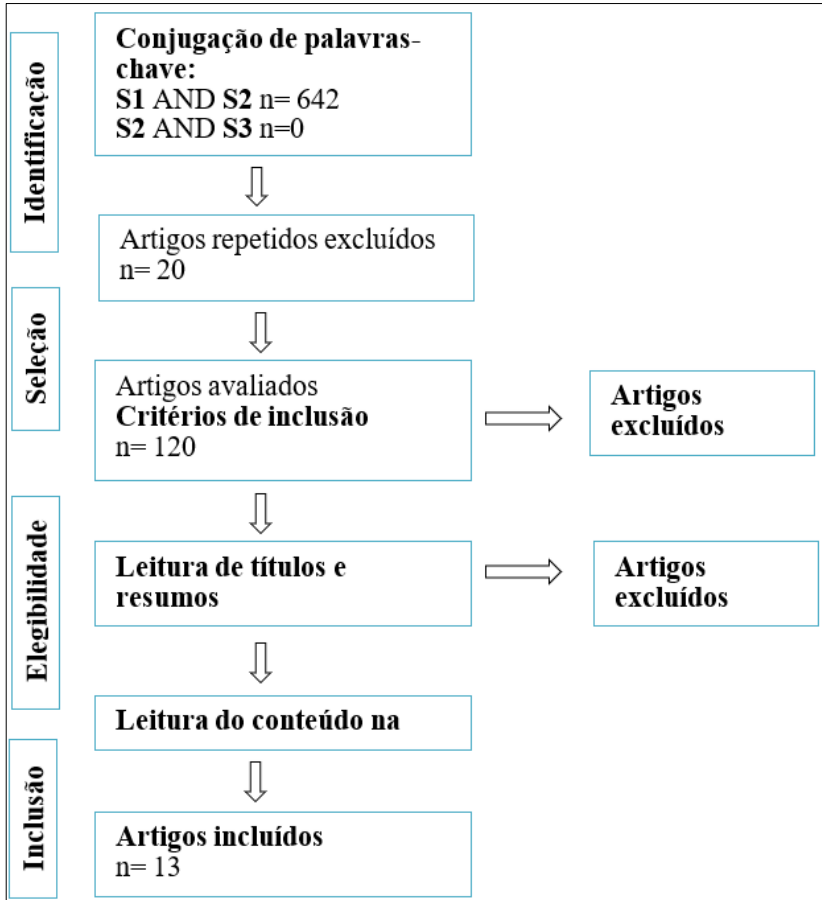 Identificação
Conjugação de palavras-
chave:
S1 AND S2 n= 642
S2 AND S3 n=0
Artigos repetidos excluídos
n= 20
Seleção
Artigos avaliados
Critérios de inclusão
n= 120
Artigos
excluídos
Elegibilidade
Leitura de títulos e
resumos
Artigos
excluídos
Leitura do conteúdo na
Inclusão
Artigos incluídos
n= 13